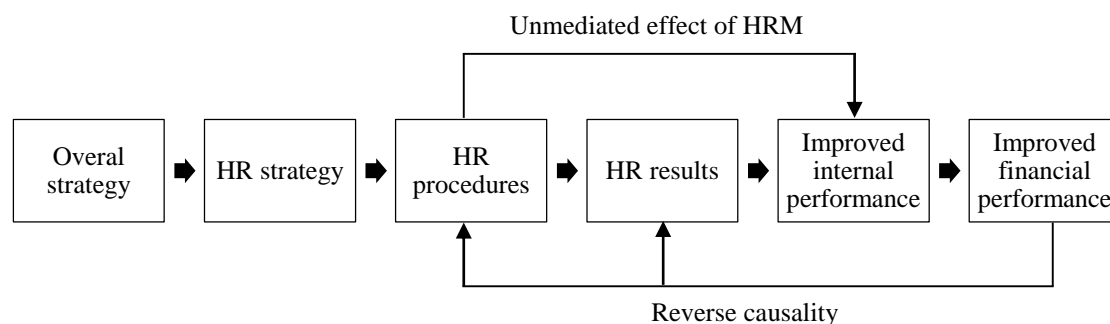 Unmediated effect of HRM
Overal
strategy
HR strategy
HR
procedures
HR results
Improved
internal
performance
Improved
financial
performance
Reverse causality